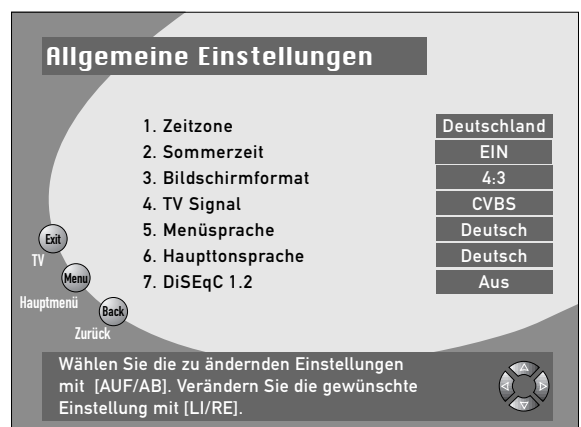 Allgemeine Einstellungen
1. Zeitzone Deutschland
2. Sommerzeit EIN
3. Bildschirmformat 4:3
4. TV Signal CVBS
5. Menüsprache Deutsch
6. Haupttonsprache Deutsch
7. DiSEqC 1.2 Aus
Exit
TV
Menu
Hauptmenü
Back
Zurück
Wählen Sie die zu ändernden Einstellungen
mit [AUF/AB]. Verändern Sie die gewünschte
Einstellung mit [LI/RE].